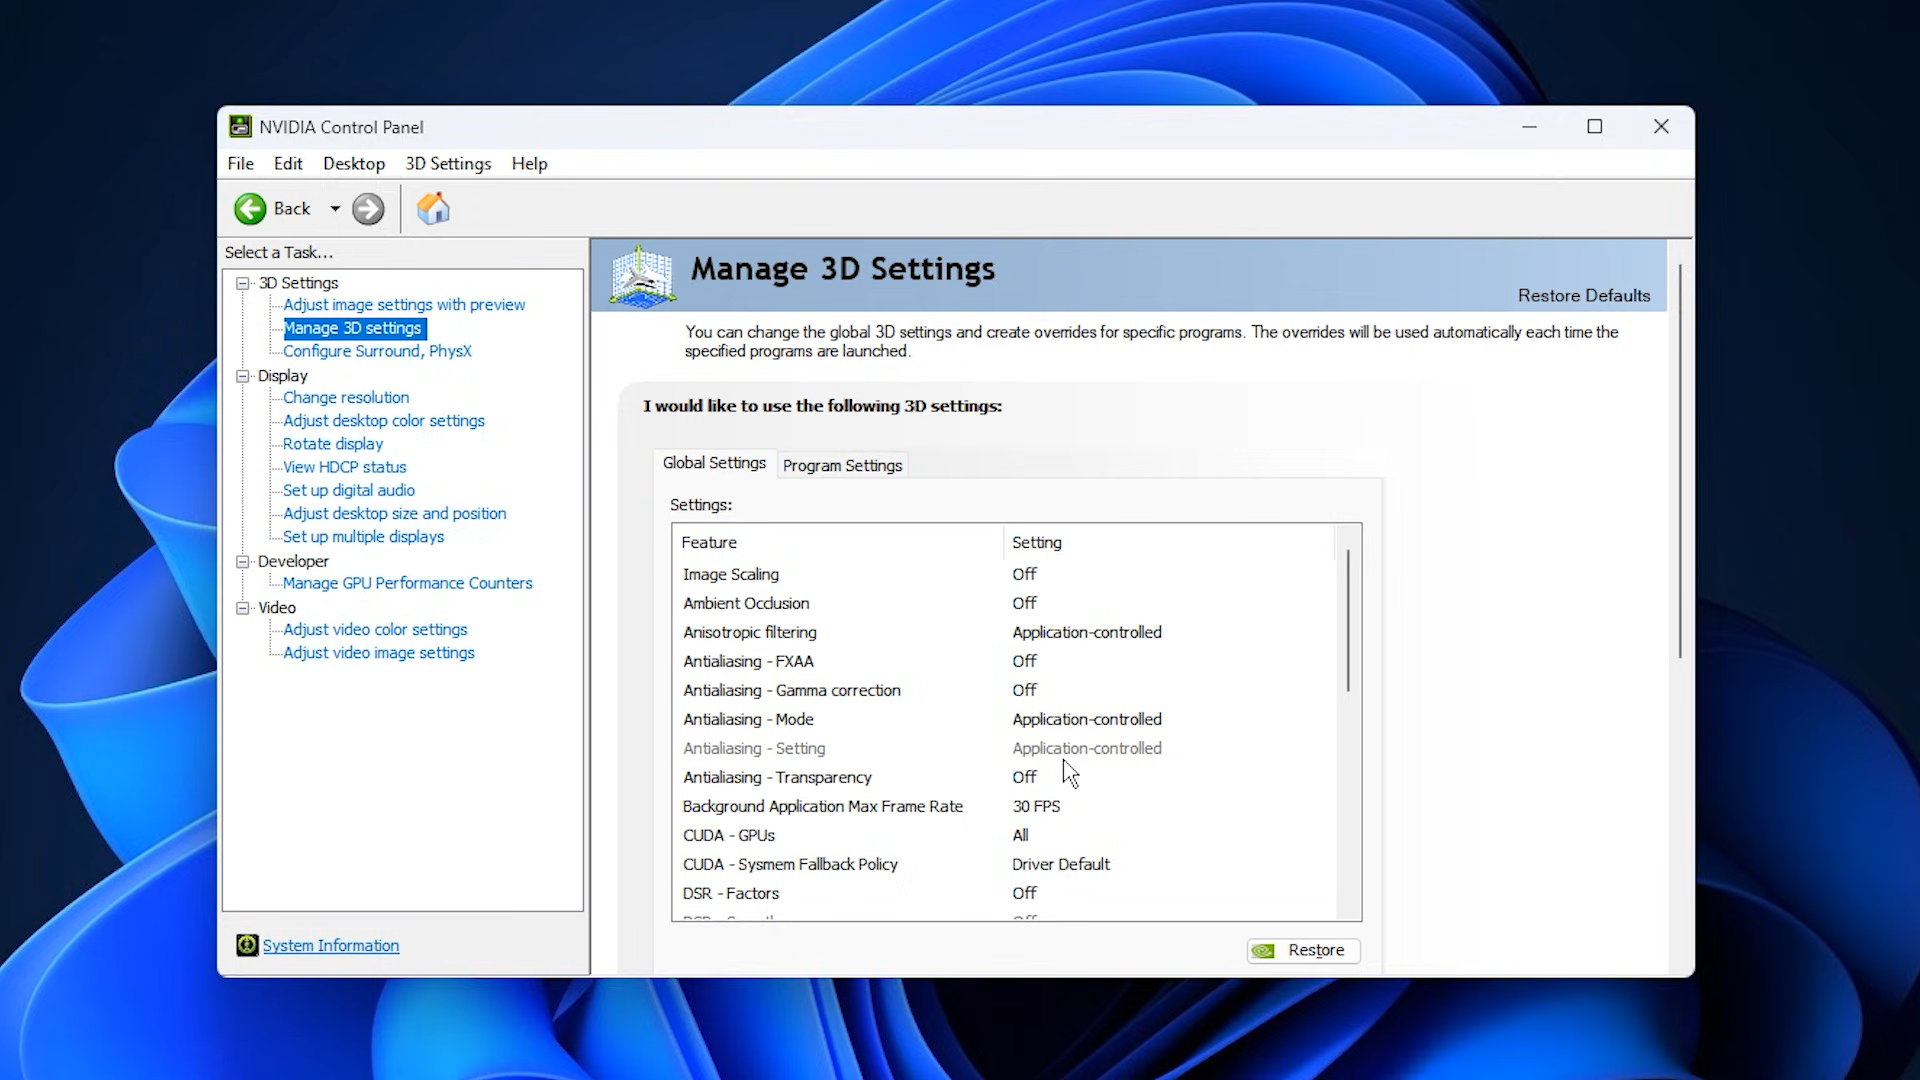 NVIDIA Control Panel
File Edit Desktop 3D Settings Help
Back
Select a Task...
3D Settings
Adjust image settings with preview
Manage 3D settings
Configure Surround, PhysX
Display
Change resolution
Adjust desktop color settings
Rotate display
View HDCP status
Set up digital audio
Adjust desktop size and position
Set up multiple displays
Developer
Manage GPU Performance Counters
Video
Adjust video color settings
Adjust video image settings
System Information
Manage 3D Settings
Restore Defaults
You can change the global 3D settings and create overrides for specific programs. The overrides will be used automatically each time the
specified programs are launched.
I would like to use the following 3D settings:
Global Settings Program Settings
Settings:
Feature Setting
Image Scaling Off
Ambient Occlusion Off
Anisotropic filtering Application-controlled
Antialiasing - FXAA Off
Antialiasing - Gamma correction Off
Antialiasing - Mode Application-controlled
Antialiasing - Setting Application-controlled
Antialiasing - Transparency Off
Background Application Max Frame Rate 30 FPS
CUDA - GPUs All
CUDA - Sysmem Fallback Policy Driver Default
DSR - Factors Off
Restore